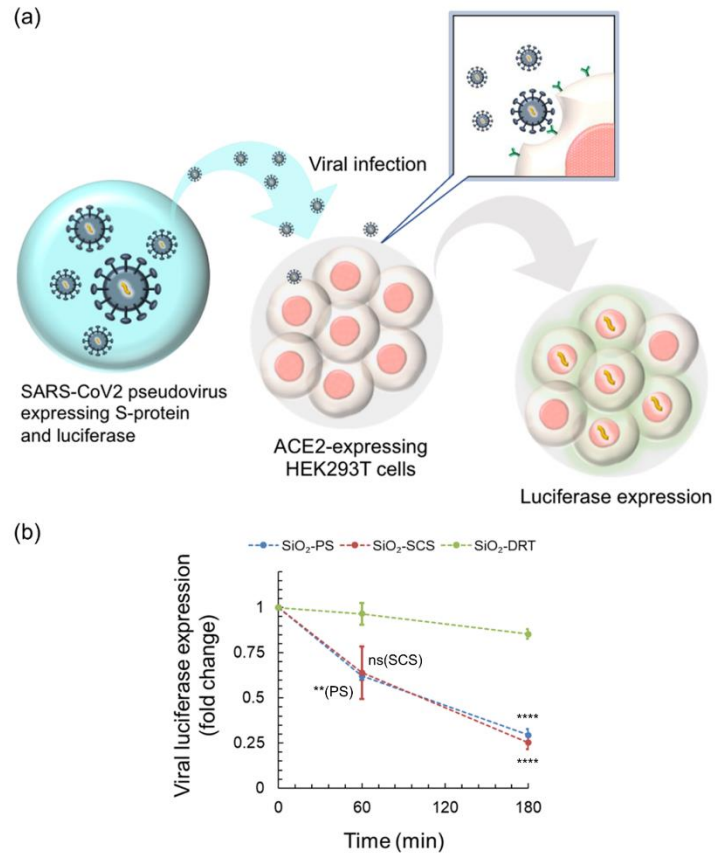 (a)
Viral infection
SARS-CoV2 pseudovirus
expressing S-protein
and luciferase
ACE2-expressing
HEK293T cells
Luciferase expression
(b)
SiO₂-PS
SiO₂-SCS
SiO₂-DRT
Viral luciferase expression
(fold change)
1
0.75
0.5
0.25
0
ns(SCS)
**(PS)
****
****
0
60
120
180
Time (min)